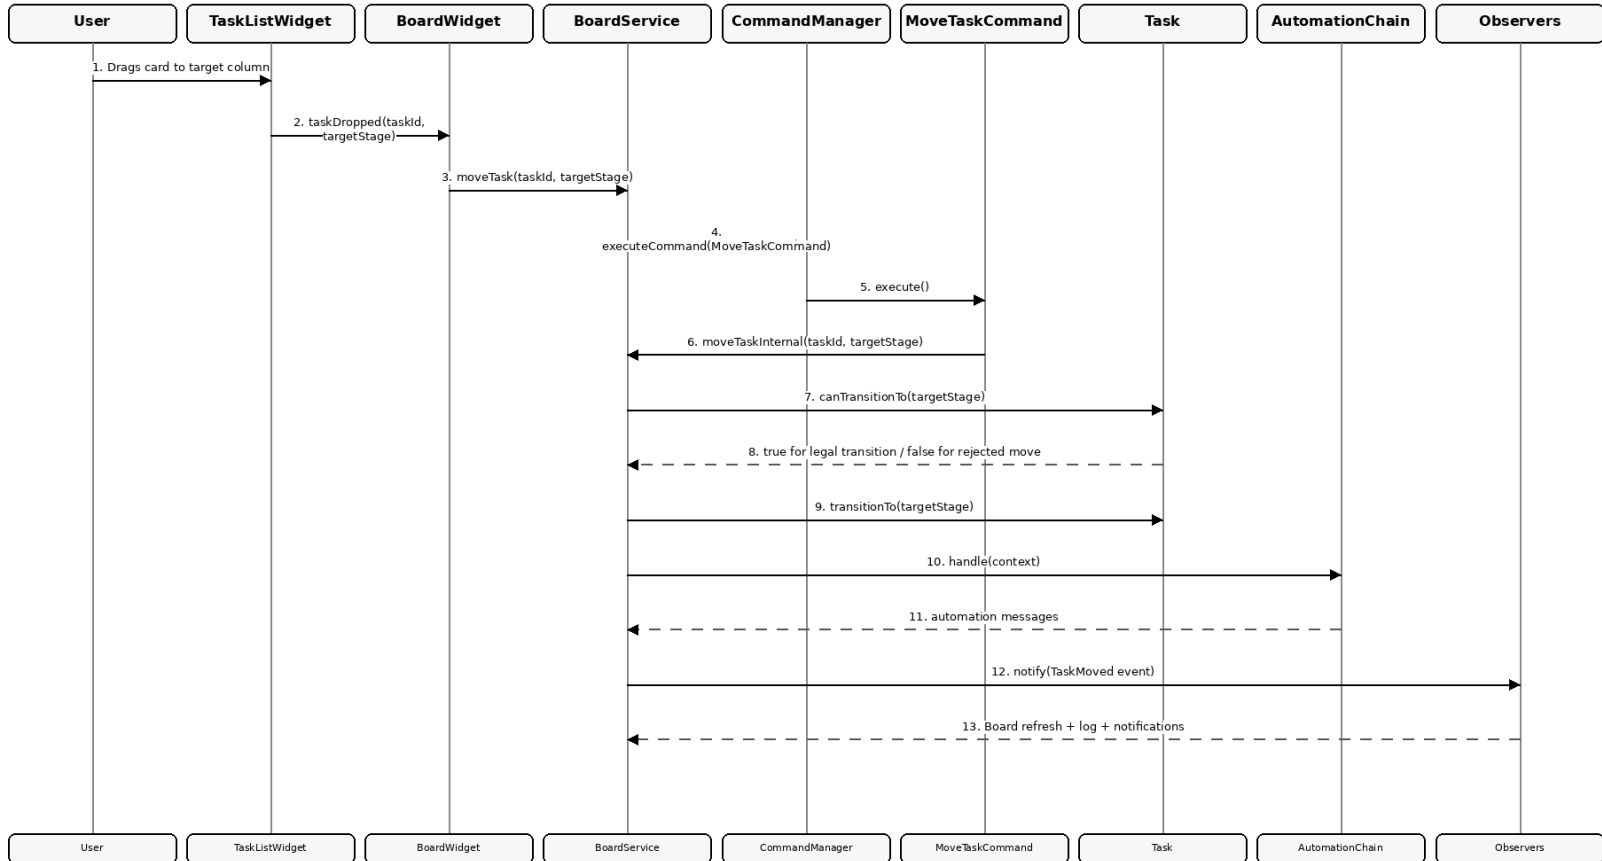 User
TaskListWidget
BoardWidget
BoardService
CommandManager
MoveTaskCommand
Task
AutomationChain
Observers
1. Drags card to target column
2. taskDropped(taskId,
targetStage)
3. moveTask(taskId, targetStage)
4.
executeCommand(MoveTaskCommand)
5. execute()
6. moveTaskInternal(taskId, targetStage)
7. canTransitionTo(targetStage)
8. true for legal transition / false for rejected move
9. transitionTo(targetStage)
10. handle(context)
11. automation messages
12. notify(TaskMoved event)
13. Board refresh + log + notifications
User
TaskListWidget
BoardWidget
BoardService
CommandManager
MoveTaskCommand
Task
AutomationChain
Observers